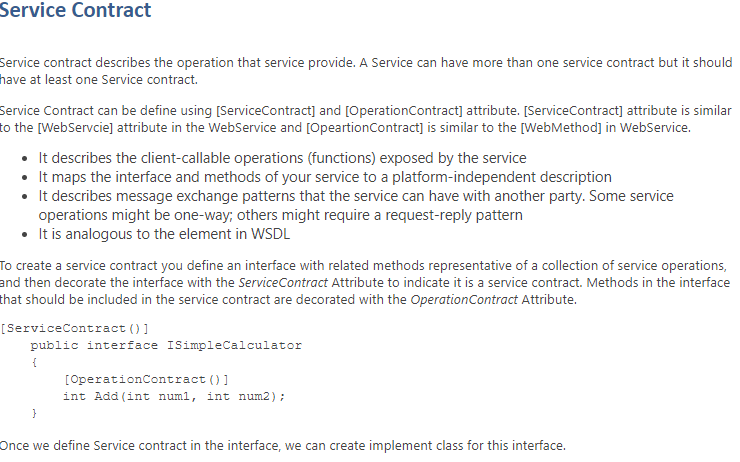 Service Contract
Service contract describes the operation that service provide. A Service can have more than one service contract but it should
have at least one Service contract.
Service Contract can be define using [ServiceContract] and [OperationContract] attribute. [ServiceContract] attribute is similar
to the [WebServcie] attribute in the WebService and [OpeartionContract] is similar to the [WebMethod] in WebService.
• It describes the client-callable operations (functions) exposed by the service
• It maps the interface and methods of your service to a platform-independent description
• It describes message exchange patterns that the service can have with another party. Some service
operations might be one-way; others might require a request-reply pattern
• It is analogous to the element in WSDL
To create a service contract you define an interface with related methods representative of a collection of service operations,
and then decorate the interface with the ServiceContract Attribute to indicate it is a service contract. Methods in the interface
that should be included in the service contract are decorated with the OperationContract Attribute.
[ServiceContract()]
public interface ISimpleCalculator
{
[OperationContract()]
int Add(int num1, int num2);
}
Once we define Service contract in the interface, we can create implement class for this interface.